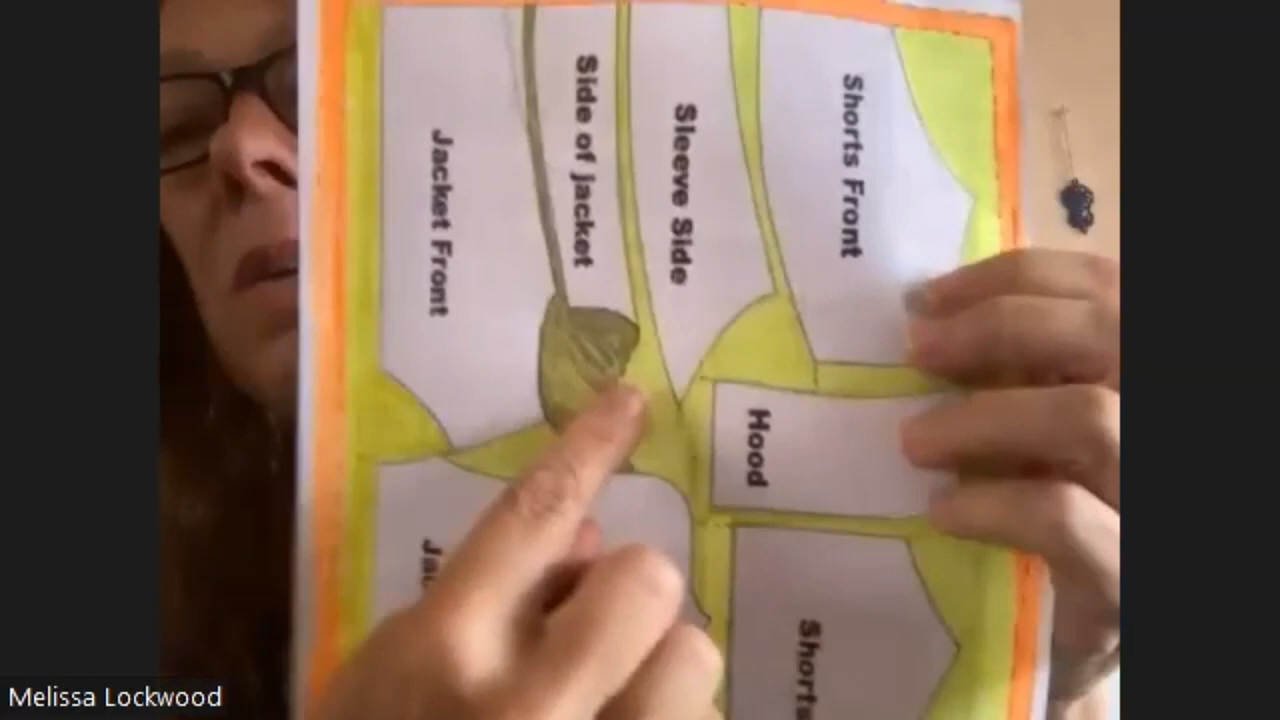 Shorts Front
Sleeve Side
Side of jacket
Jacket Front
Hood
Melissa Lockwood